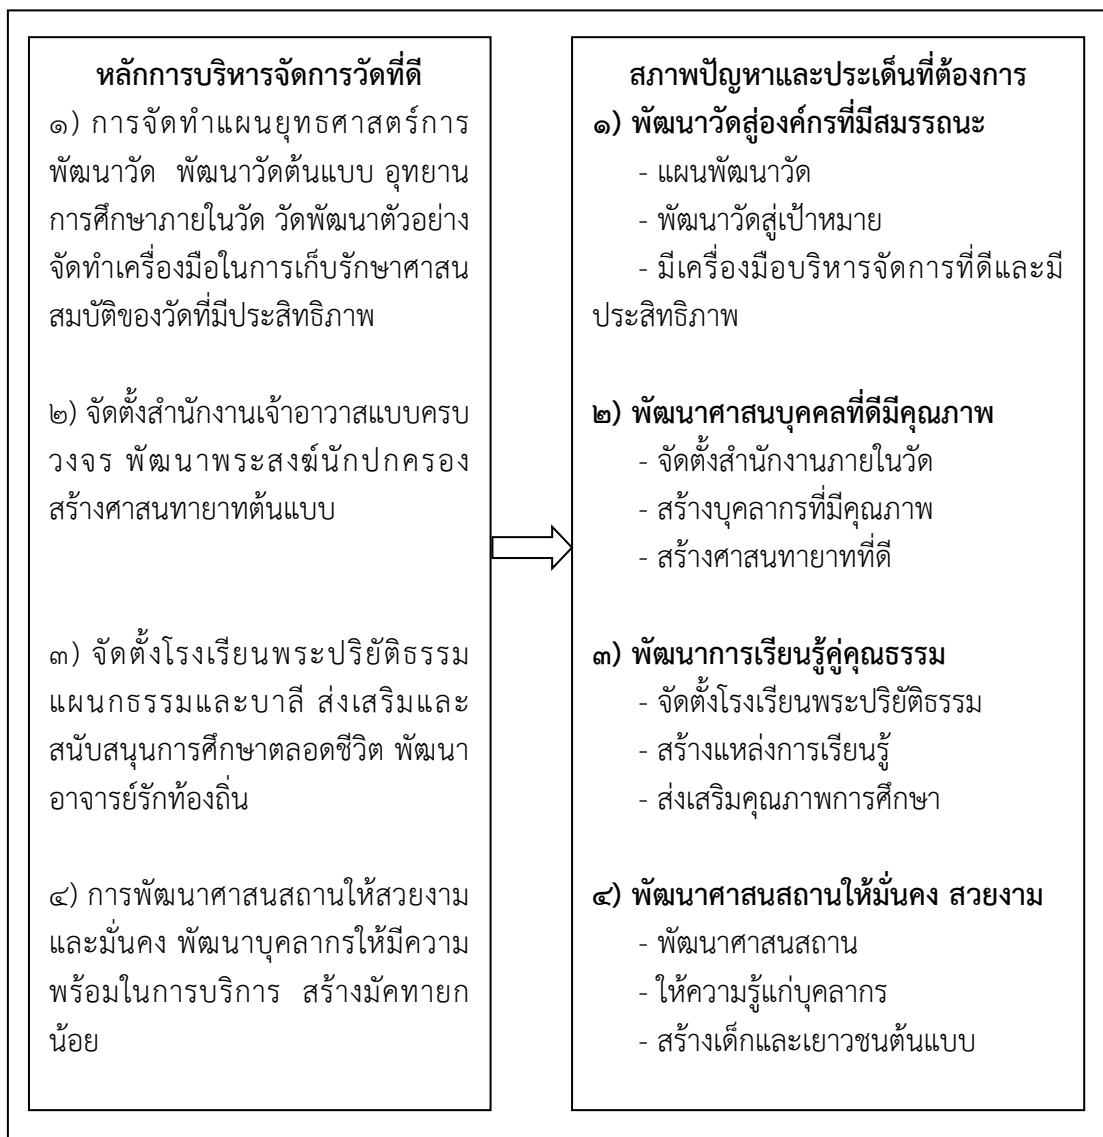 หลักการบริหารจัดการวัดที่ดี
๑) การจัดทำแผนยุทธศาสตร์การ
พัฒนาวัด พัฒนาวัดต้นแบบ อุทยาน
การศึกษาภายในวัด วัดพัฒนาตัวอย่าง
จัดทำเครื่องมือในการเก็บรักษาศาสน
สมบัติของวัดที่มีประสิทธิภาพ
๒) จัดตั้งสำนักงานเจ้าอาวาสแบบครบ
วงจร พัฒนาพระสงฆ์นักปกครอง
สร้างศาสนทายาทต้นแบบ
๓) จัดตั้งโรงเรียนพระปริยัติธรรม
แผนกธรรมและบาลี ส่งเสริมและ
สนับสนุนการศึกษาตลอดชีวิต พัฒนา
อาจารย์รักท้องถิ่น
๔) การพัฒนาศาสนสถานให้สวยงาม
และมั่นคง พัฒนาบุคลากรให้มีความ
พร้อมในการบริการ สร้างมัคทายก
น้อย
สภาพปัญหาและประเด็นที่ต้องการ
๑) พัฒนาวัดสู่องค์กรที่มีสมรรถนะ
- แผนพัฒนาวัด
- พัฒนาวัดสู่เป้าหมาย
- มีเครื่องมือบริหารจัดการที่ดีและมี
ประสิทธิภาพ
๒) พัฒนาศาสนบุคคลที่ดีมีคุณภาพ
- จัดตั้งสำนักงานภายในวัด
- สร้างบุคลากรที่มีคุณภาพ
- สร้างศาสนทายาทที่ดี
๓) พัฒนาการเรียนรู้คู่คุณธรรม
- จัดตั้งโรงเรียนพระปริยัติธรรม
- สร้างแหล่งการเรียนรู้
- ส่งเสริมคุณภาพการศึกษา
๔) พัฒนาศาสนสถานให้มั่นคง สวยงาม
- พัฒนาศาสนสถาน
- ให้ความรู้แก่บุคลากร
- สร้างเด็กและเยาวชนต้นแบบ